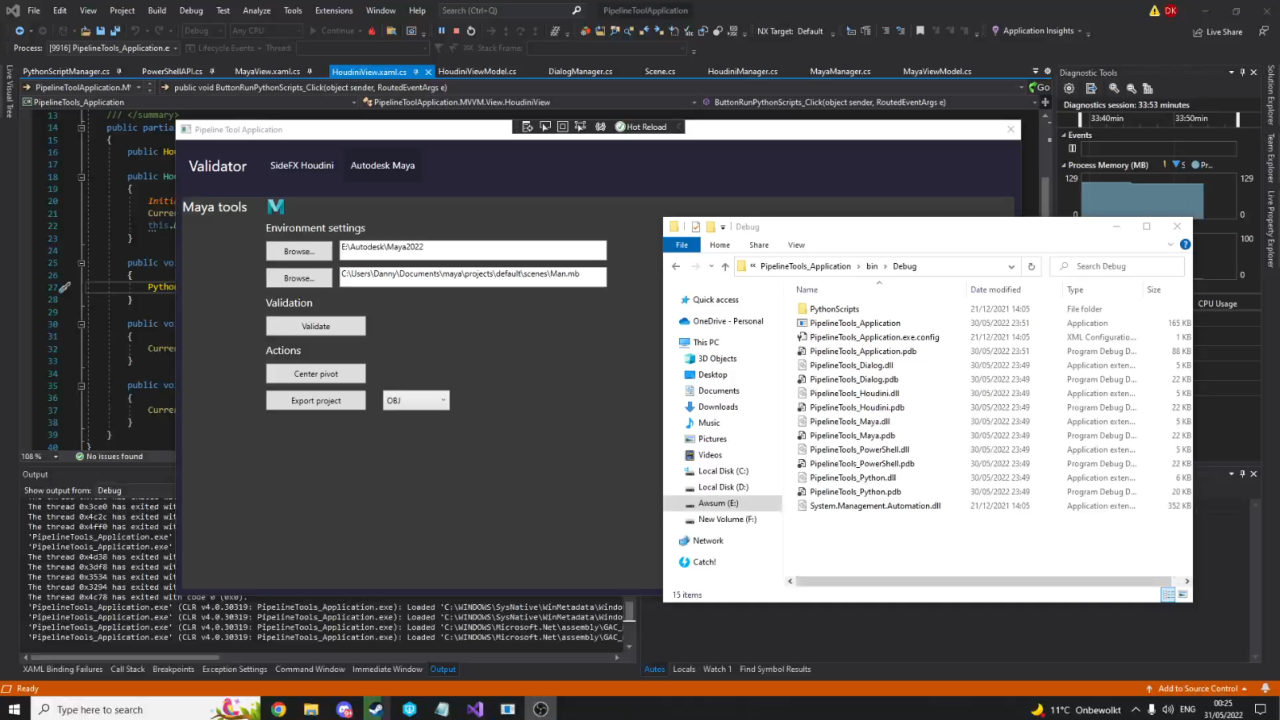 File Edit View Git Project Build Debug Test Analyze Tools Extensions Window Help Search (Ctrl+Q) PipelineToolApplication DK
Debug Any CPU Continue NX Target: Default Application Insights Live Share
Process: [9916] PipelineTools_Application.e Lifecycle Events Thread: Stack Frame:
PythonScriptManager.cs PowerShellAPI.cs MayaView.xaml.cs HoudiniView.xaml.cs HoudiniViewModel.cs DialogManager.cs Scene.cs HoudiniManager.cs MayaManager.cs MayaViewModel.cs
PipelineToolApplication.M public void ButtonRunPythonScripts_Click(object sender, RoutedEventArgs e) Go
PipelineTools_Application PipelineToolApplication.MVVM.View.HoudiniView ButtonRunPythonScripts_Click(object sender, RoutedEventArgs e)
Live Visual Tree
13 /// </summary>
14 public parti
15 {
16 public Hou
17
18 public Hou
19 {
20 Initi
21 Curre
22 this.
23 }
24
25 public vo
26 {
27 Pytho
28 }
29
30 public vo
31 {
32 Curre
33 }
34
35 public vo
36 {
37 Curre
38 }
39
40 }
108 % No issues found
Pipeline Tool Application
Hot Reload
Validator SideFX Houdini Autodesk Maya
Maya tools
Environment settings
Browse... E:\Autodesk\Maya2022
Browse... C:\Users\Danny\Documents\maya\projects\default\scenes\Man.mb
Validation
Validate
Actions
Center pivot
Export project OBJ
Debug
File Home Share View
PipelineTools_Application bin Debug Search Debug
Name Date modified Type Size
Quick access
OneDrive - Personal
This PC
3D Objects
Desktop
Documents
Downloads
Music
Pictures
Videos
Local Disk (C:)
Local Disk (D:)
Awsum (E:)
New Volume (F:)
Network
Catch!
PythonScripts 21/12/2021 14:05 File folder
PipelineTools_Application 30/05/2022 23:51 Application 165 KB
PipelineTools_Application.exe.config 21/12/2021 14:05 XML Configuratio... 1 KB
PipelineTools_Application.pdb 30/05/2022 23:51 Program Debug D... 88 KB
PipelineTools_Dialog.dll 30/05/2022 23:49 Application exten... 5 KB
PipelineTools_Dialog.pdb 30/05/2022 23:49 Program Debug D... 22 KB
PipelineTools_Houdini.dll 30/05/2022 23:49 Application exten... 5 KB
PipelineTools_Houdini.pdb 30/05/2022 23:49 Program Debug D... 22 KB
PipelineTools_Maya.dll 30/05/2022 23:49 Application exten... 5 KB
PipelineTools_Maya.pdb 30/05/2022 23:49 Program Debug D... 22 KB
PipelineTools_PowerShell.dll 30/05/2022 23:49 Application exten... 5 KB
PipelineTools_PowerShell.pdb 30/05/2022 23:49 Program Debug D... 22 KB
PipelineTools_Python.dll 30/05/2022 23:49 Application exten... 6 KB
PipelineTools_Python.pdb 30/05/2022 23:49 Program Debug D... 20 KB
System.Management.Automation.dll 21/12/2021 14:05 Application exten... 352 KB
15 items
Diagnostic Tools
Diagnostics session: 33:53 minutes
33:40min 33:50min
Events
Process Memory (MB) S P...
129 129
100
0
CPU Usage
Solution Explorer
Team Explorer
Live Property Explorer
Output
Show output from: Debug
The thread 0x3ce0 has exited wit
The thread 0x4c2c has exited wit
The thread 0x4ff0 has exited wit
'PipelineTools_Application.exe'
'PipelineTools_Application.exe'
The thread 0x4d38 has exited wit
The thread 0x3df8 has exited wit
The thread 0x3534 has exited wit
The thread 0x3294 has exited wit
The thread 0x4c78 has exited with code 0 (0x0).
'PipelineTools_Application.exe' (CLR v4.0.30319: PipelineTools_Application.exe): Loaded 'C:\WINDOWS\SysNative\WinMetadata\Windo
'PipelineTools_Application.exe' (CLR v4.0.30319: PipelineTools_Application.exe): Loaded 'C:\WINDOWS\SysNative\WinMetadata\Windo
'PipelineTools_Application.exe' (CLR v4.0.30319: PipelineTools_Application.exe): Loaded 'C:\WINDOWS\Microsoft.Net\assembly\GAC_
'PipelineTools_Application.exe' (CLR v4.0.30319: PipelineTools_Application.exe): Loaded 'C:\WINDOWS\Microsoft.Net\assembly\GAC_
XAML Binding Failures Call Stack Breakpoints Exception Settings Command Window Immediate Window Output Autos Locals Watch 1 Find Symbol Results
Ready Add to Source Control
Type here to search 11°C Onbewolkt 00:25
31/05/2022